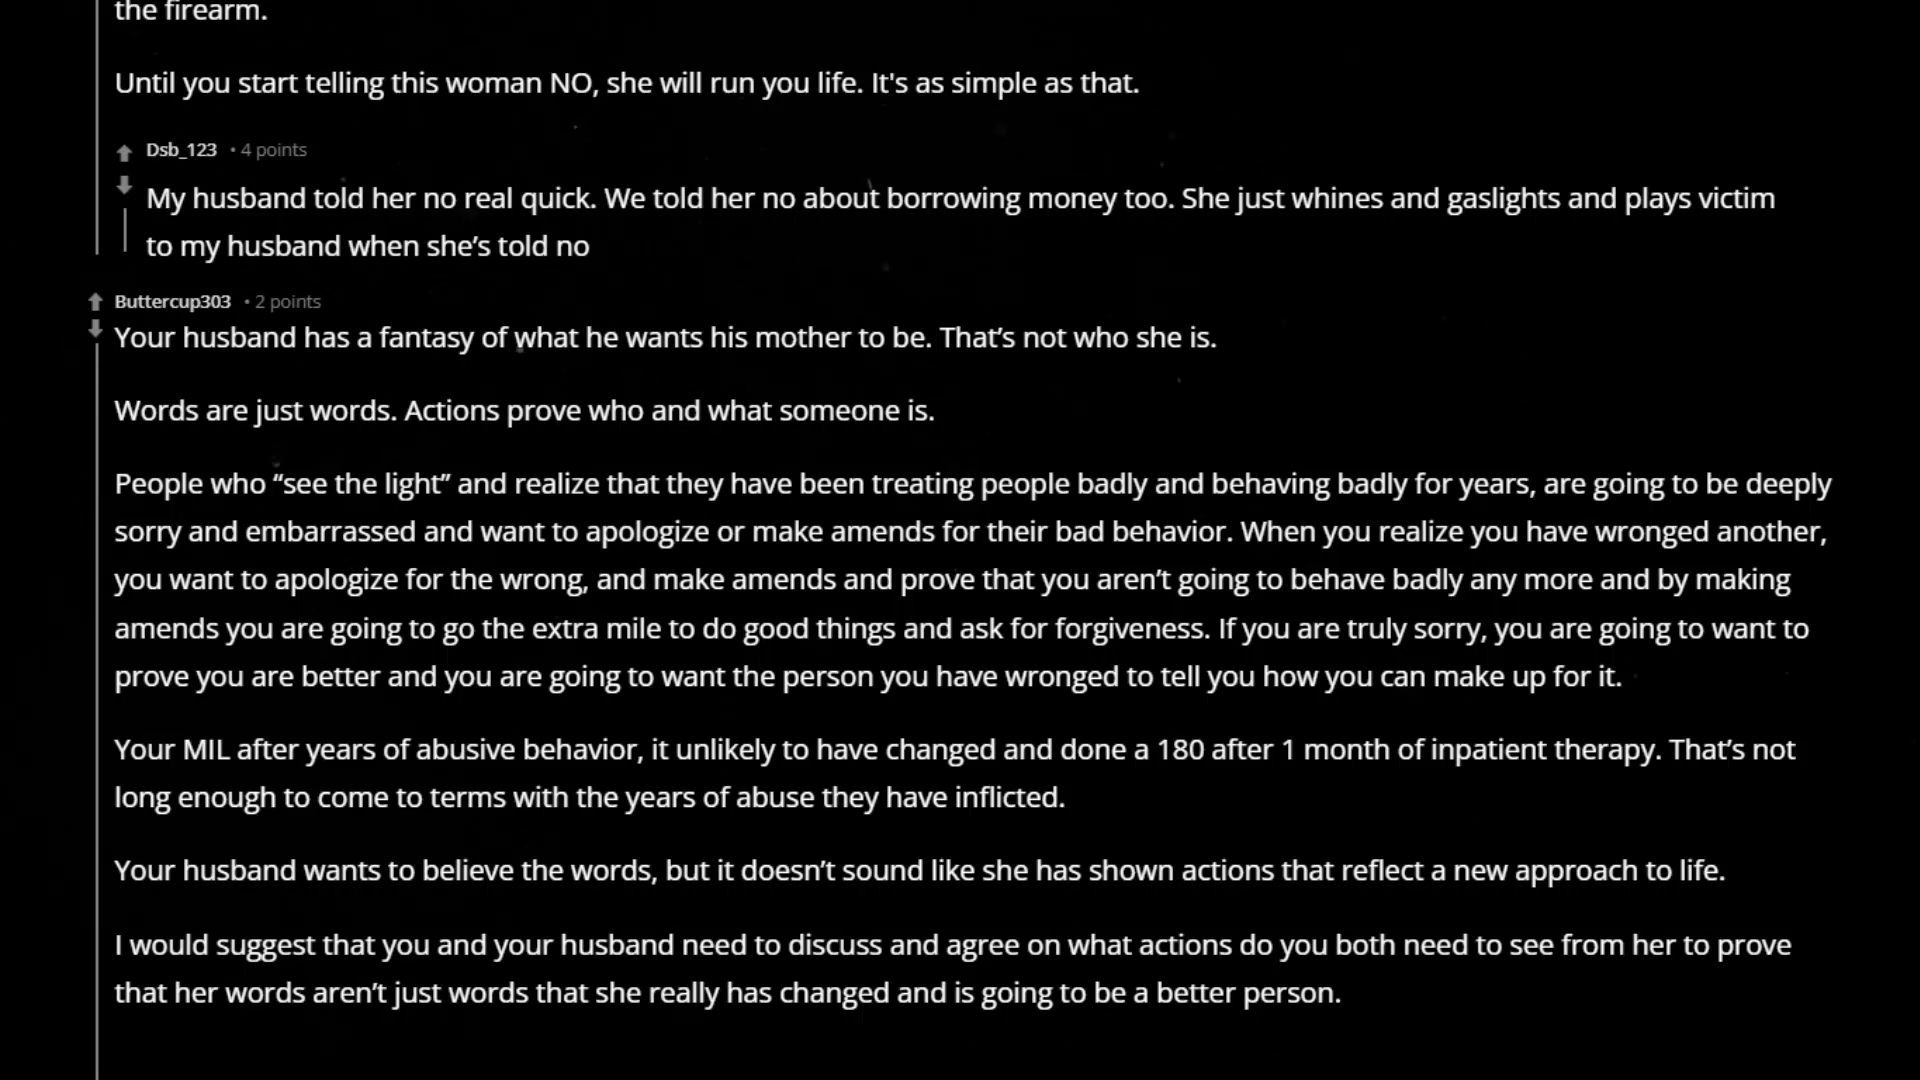 the firearm.
Until you start telling this woman NO, she will run you life. It's as simple as that.
Dsb_123 • 4 points
My husband told her no real quick. We told her no about borrowing money too. She just whines and gaslights and plays victim
to my husband when she’s told no
Buttercup303 • 2 points
Your husband has a fantasy of what he wants his mother to be. That’s not who she is.
Words are just words. Actions prove who and what someone is.
People who “see the light” and realize that they have been treating people badly and behaving badly for years, are going to be deeply
sorry and embarrassed and want to apologize or make amends for their bad behavior. When you realize you have wronged another,
you want to apologize for the wrong, and make amends and prove that you aren’t going to behave badly any more and by making
amends you are going to go the extra mile to do good things and ask for forgiveness. If you are truly sorry, you are going to want to
prove you are better and you are going to want the person you have wronged to tell you how you can make up for it.
Your MIL after years of abusive behavior, it unlikely to have changed and done a 180 after 1 month of inpatient therapy. That’s not
long enough to come to terms with the years of abuse they have inflicted.
Your husband wants to believe the words, but it doesn’t sound like she has shown actions that reflect a new approach to life.
I would suggest that you and your husband need to discuss and agree on what actions do you both need to see from her to prove
that her words aren’t just words that she really has changed and is going to be a better person.